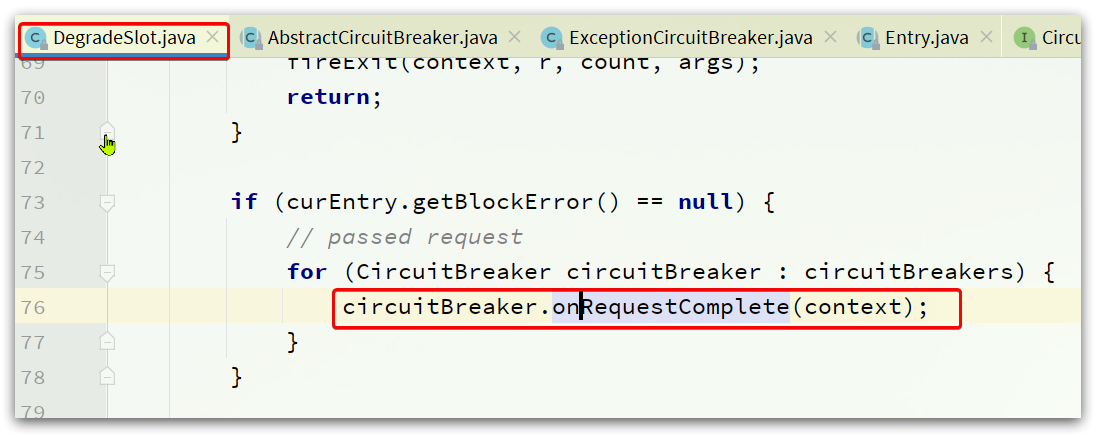 DegradeSlot.java AbstractCircuitBreaker.java ExceptionCircuitBreaker.java Entry.java Circu
69 fireExit(context, r, count, args);
70 return;
71 }
72
73 if (curEntry.getBlockError() == null) {
74 // passed request
75 for (CircuitBreaker circuitBreaker : circuitBreakers) {
76 circuitBreaker.onRequestComplete(context);
77 }
78 }
79